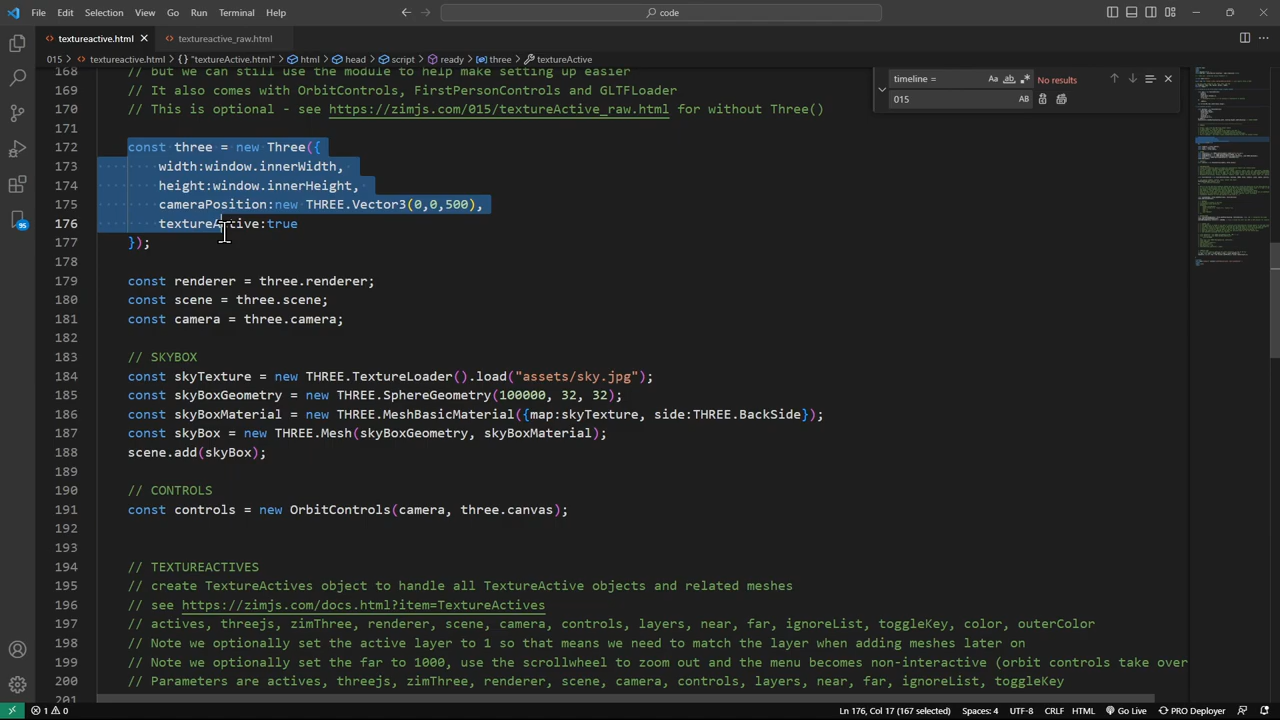 File Edit Selection View Go Run Terminal Help
code
textureactive.html
textureactive_raw.html
015 > textureactive.html > {} "textureActive.html" > html > head > script > ready > three > textureActive
timeline =
Aa ab .*
No results
015
AB
168 // but we can still use the module to help make setting up easier
169 // It also comes with OrbitControls, FirstPersonControls and GLTFLoader
170 // This is optional - see https://zimjs.com/015/textureActive_raw.html for without Three()
171
172 const three = new Three({
173 width:window.innerWidth,
174 height:window.innerHeight,
175 cameraPosition:new THREE.Vector3(0,0,500),
176 textureActive:true
177 });
178
179 const renderer = three.renderer;
180 const scene = three.scene;
181 const camera = three.camera;
182
183 // SKYBOX
184 const skyTexture = new THREE.TextureLoader().load("assets/sky.jpg");
185 const skyBoxGeometry = new THREE.SphereGeometry(100000, 32, 32);
186 const skyBoxMaterial = new THREE.MeshBasicMaterial({map:skyTexture, side:THREE.BackSide});
187 const skyBox = new THREE.Mesh(skyBoxGeometry, skyBoxMaterial);
188 scene.add(skyBox);
189
190 // CONTROLS
191 const controls = new OrbitControls(camera, three.canvas);
192
193
194 // TEXTUREACTIVES
195 // create TextureActives object to handle all TextureActive objects and related meshes
196 // see https://zimjs.com/docs.html?item=TextureActives
197 // actives, threejs, zimThree, renderer, scene, camera, controls, layers, near, far, ignoreList, toggleKey, color, outerColor
198 // Note we optionally set the active layer to 1 so that means we need to match the layer when adding meshes later on
199 // Note we optionally set the far to 1000, use the scrollwheel to zoom out and the menu becomes non-interactive (orbit controls take over
200 // Parameters are actives, threejs, zimThree, renderer, scene, camera, controls, layers, near, far, ignoreList, toggleKey
201
95
1 0 Ln 176, Col 17 (167 selected) Spaces: 4 UTF-8 CRLF HTML Go Live PRO Deployer